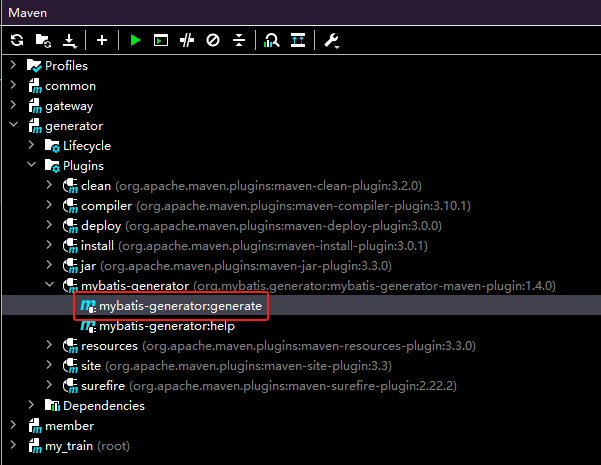 Maven
Profiles
common
gateway
generator
Lifecycle
Plugins
clean (org.apache.maven.plugins:maven-clean-plugin:3.2.0)
compiler (org.apache.maven.plugins:maven-compiler-plugin:3.10.1)
deploy (org.apache.maven.plugins:maven-deploy-plugin:3.0.0)
install (org.apache.maven.plugins:maven-install-plugin:3.0.1)
jar (org.apache.maven.plugins:maven-jar-plugin:3.3.0)
mybatis-generator (org.mybatis.generator:mybatis-generator-maven-plugin:1.4.0)
mybatis-generator:generate
mybatis-generator:help
resources (org.apache.maven.plugins:maven-resources-plugin:3.3.0)
site (org.apache.maven.plugins:maven-site-plugin:3.3)
surefire (org.apache.maven.plugins:maven-surefire-plugin:2.22.2)
Dependencies
member
my_train (root)